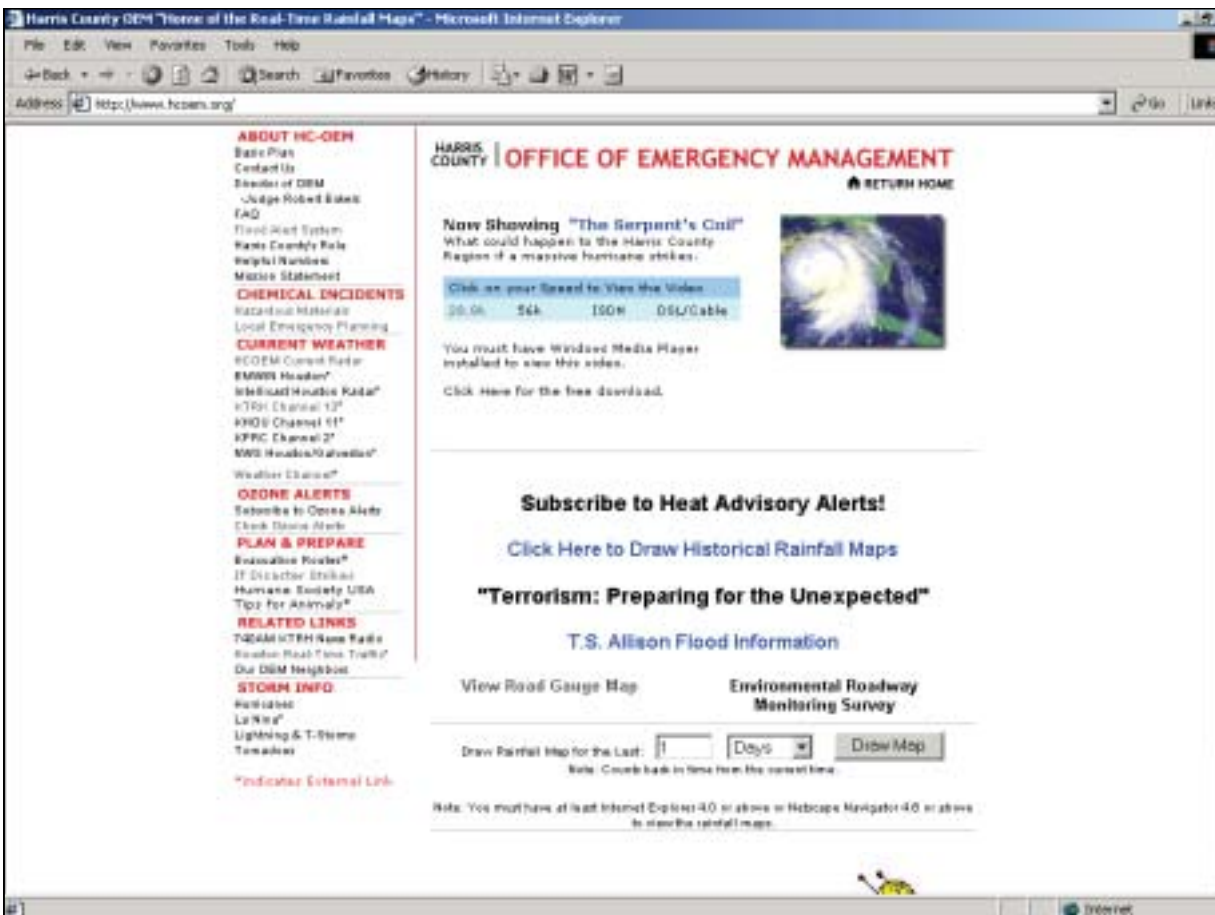 Harris County OEM "Home of the Real-Time Rainfall Maps" - Microsoft Internet Explorer
File Edit View Favorites Tools Help
Back Search Favorites History
Address http://www.hcoem.org/ Go Links
ABOUT HC-OEM
Basic Plan
Contact Us
Director of OEM
-Judge Robert Eckels
FAQ
Flood Alert System
Harris County's Role
Helpful Numbers
Mission Statement
CHEMICAL INCIDENTS
Hazardous Materials
Local Emergency Planning
CURRENT WEATHER
HCOEM Current Radar
EMWIN Houston*
Intellicast Houston Radar*
KTRK Channel 13*
KHOU Channel 11*
KPRC Channel 2*
NWS Houston/Galveston*
Weather Channel*
OZONE ALERTS
Subscribe to Ozone Alerts
Check Ozone Alerts
PLAN & PREPARE
Evacuation Routes*
If Disaster Strikes
Humane Society USA
Tips for Animals*
RELATED LINKS
740AM KTRH News Radio
Houston Real-Time Traffic*
Our OEM Neighbors
STORM INFO
Hurricanes
La Nina*
Lightning & T-Storms
Tornadoes
*Indicates External Link
HARRIS COUNTY OFFICE OF EMERGENCY MANAGEMENT
RETURN HOME
Now Showing "The Serpent's Coil"
What could happen to the Harris County
Region if a massive hurricane strikes.
Click on your Speed to View the Video
28.8k 56k ISDN DSL/Cable
You must have Windows Media Player
installed to view this video.
Click Here for the free download.
Subscribe to Heat Advisory Alerts!
Click Here to Draw Historical Rainfall Maps
"Terrorism: Preparing for the Unexpected"
T.S. Allison Flood Information
View Road Gauge Map
Environmental Roadway
Monitoring Survey
Draw Rainfall Map for the Last: 1 Days Draw Map
Note: Counts back in time from the current time.
Note: You must have at least Internet Explorer 4.0 or above or Netscape Navigator 4.6 or above
to view the rainfall maps.
Internet